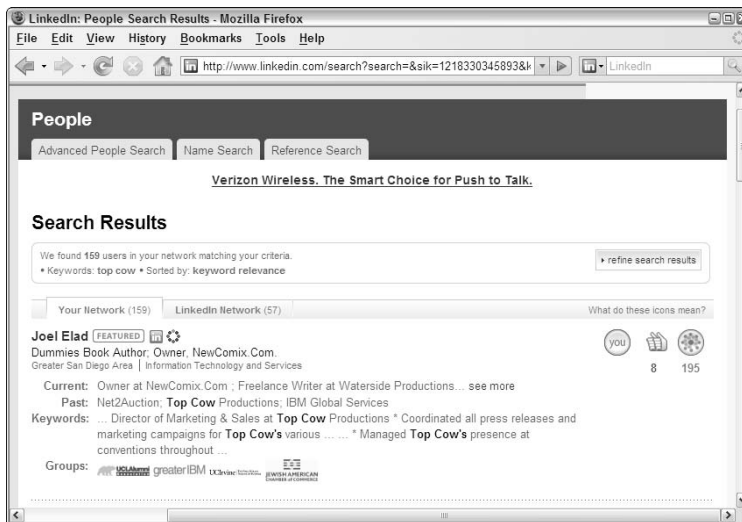 LinkedIn: People Search Results - Mozilla Firefox
File Edit View History Bookmarks Tools Help
http://www.linkedin.com/search?search=&sik=1218330345893&k
LinkedIn
People
Advanced People Search Name Search Reference Search
Verizon Wireless. The Smart Choice for Push to Talk.
Search Results
We found 159 users in your network matching your criteria.
• Keywords: top cow • Sorted by: keyword relevance
refine search results
Your Network (159) LinkedIn Network (57) What do these icons mean?
Joel Elad FEATURED in
Dummies Book Author; Owner, NewComix.Com.
you
Greater San Diego Area | Information Technology and Services
8 195
Current: Owner at NewComix.Com ; Freelance Writer at Waterside Productions... see more
Past: Net2Auction; Top Cow Productions; IBM Global Services
Keywords: ... Director of Marketing & Sales at Top Cow Productions * Coordinated all press releases and
marketing campaigns for Top Cow's various ... ... * Managed Top Cow's presence at
conventions throughout ...
Groups: UCLAlumni greaterIBM UCIrvine JEWISH AMERICAN
CHAMBER of COMMERCE